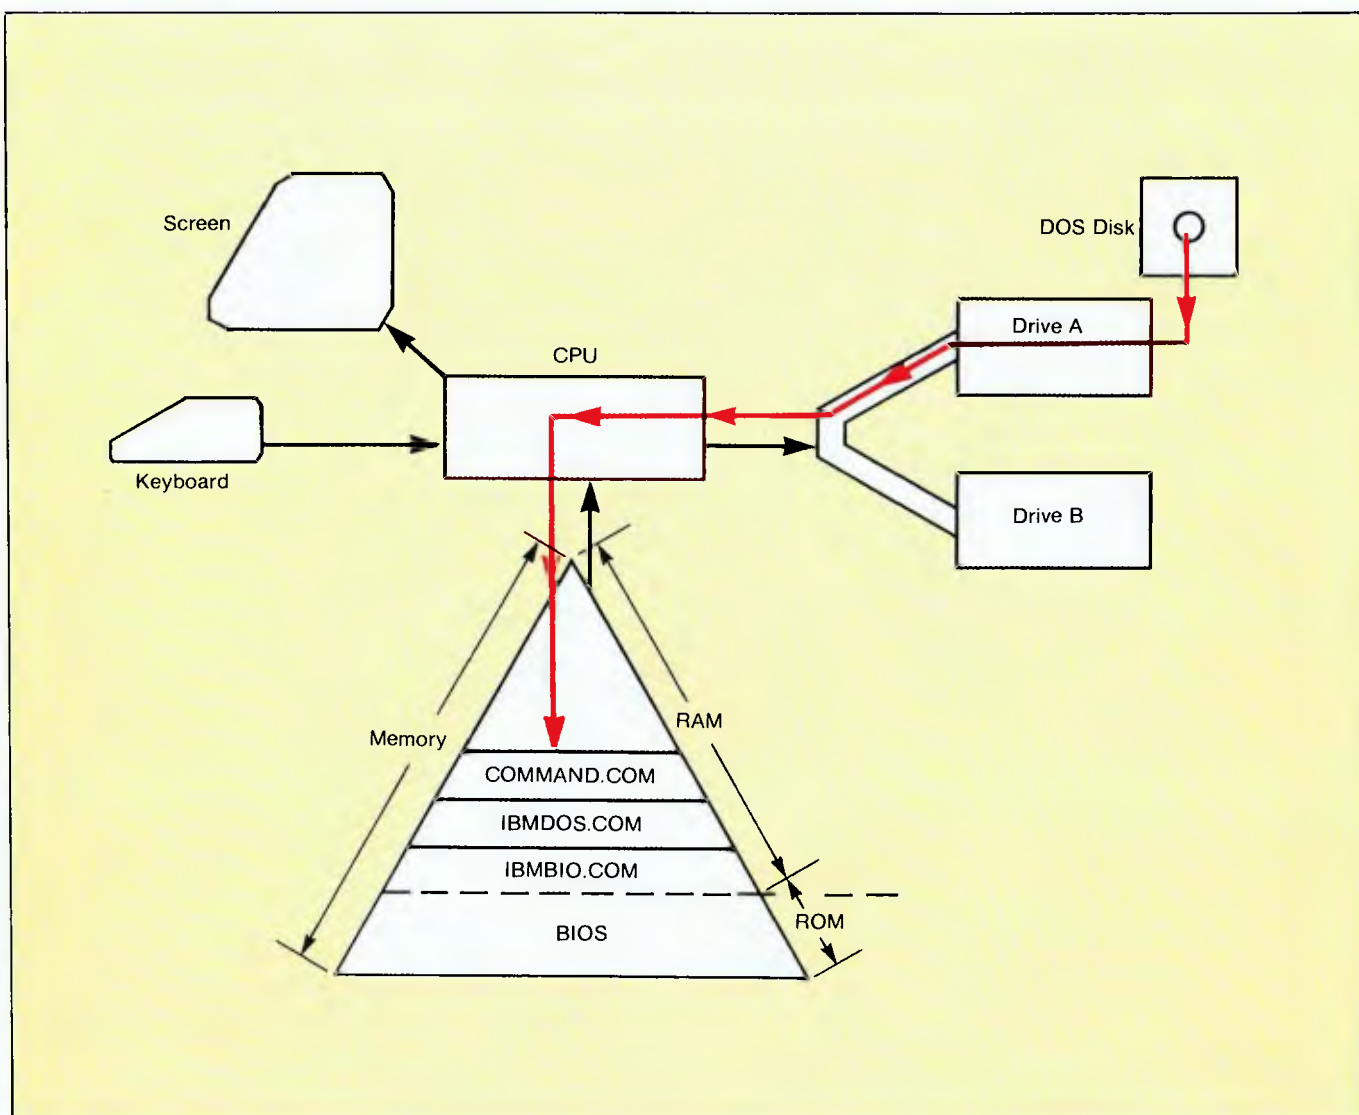 Screen
DOS Disk
Drive A
CPU
Keyboard
Drive B
RAM
Memory
COMMAND.COM
IBMDOS.COM
IBMBIO.COM
ROM
BIOS